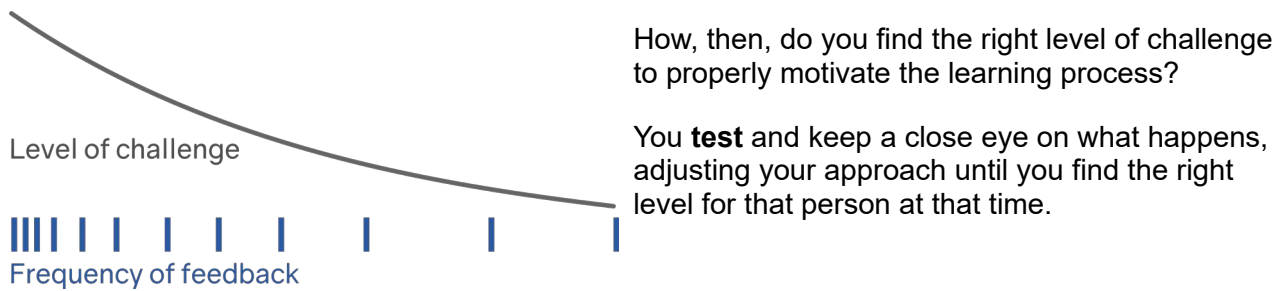 Level of challenge
Frequency of feedback
How, then, do you find the right level of challenge
to properly motivate the learning process?
You test and keep a close eye on what happens,
adjusting your approach until you find the right
level for that person at that time.